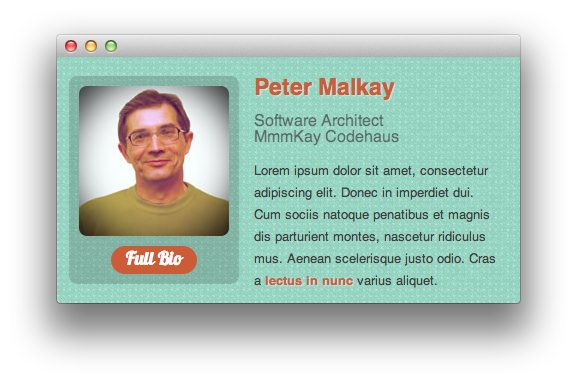 Peter Malkay
Software Architect
MmmKay Codehaus
Lorem ipsum dolor sit amet, consectetur
adipiscing elit. Donec in imperdiet dui.
Cum sociis natoque penatibus et magnis
dis parturient montes, nascetur ridiculus
mus. Aenean scelerisque justo odio. Cras
a lectus in nunc varius aliquet.
Full Bio